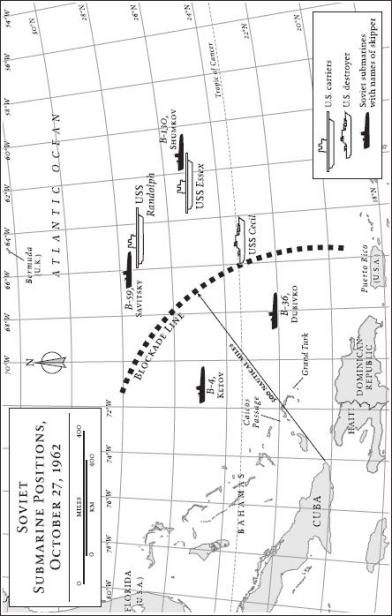 SOVIET
SUBMARINE POSITIONS,
OCTOBER 27, 1962
0 MILES 400
0 KM 400
N
70°W
68°W
66°W
64°W
62°W
60°W
58°W
56°W
54°W
30°N
28°N
26°N
24°N
22°N
20°N
18°N
Bermuda
(U.K.)
ATLANTIC OCEAN
Tropic of Cancer
B-130,
SHUMKOV
USS Essex
USS
Randolph
B-59,
SAVITSKY
BLOCKADE LINE
USS Cecil
B-36,
DUBIVKO
B-4,
KETOV
500 NAUTICAL MILES
72°W
74°W
76°W
78°W
80°W
FLORIDA
(U.S.A.)
BAHAMAS
Caicos
Passage
Grand Turk
CUBA
HAITI
DOMINICAN
REPUBLIC
Puerto Rico
(U.S.A.)
U.S. carriers
U.S. destroyer
Soviet submarines
with names of skipper